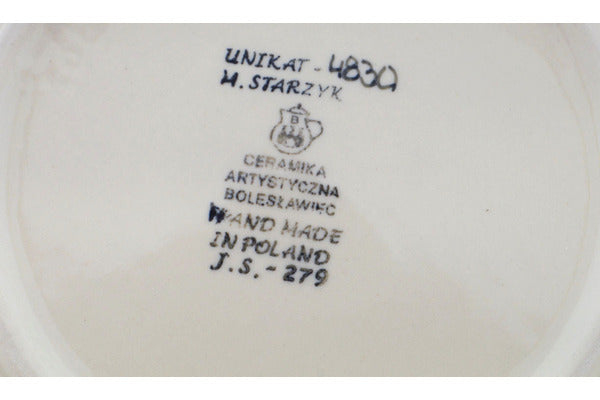 UNIKAT - 4830
M. STARZYK
B
CERAMIKA
ARTYSTYCZNA
BOLESŁAWIEC
HAND MADE
IN POLAND
J.S. - 279